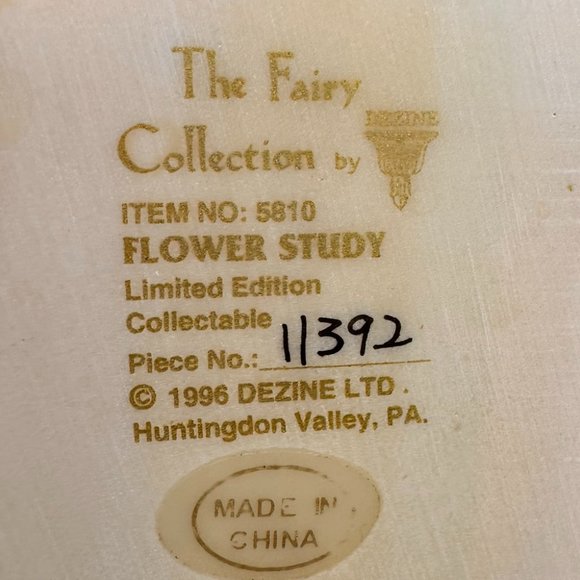 The Fairy
Collection by DEZINE
ITEM NO: 5810
FLOWER STUDY
Limited Edition
Collectable
Piece No.: 11392
© 1996 DEZINE LTD.
Huntingdon Valley, PA.
MADE IN
CHINA